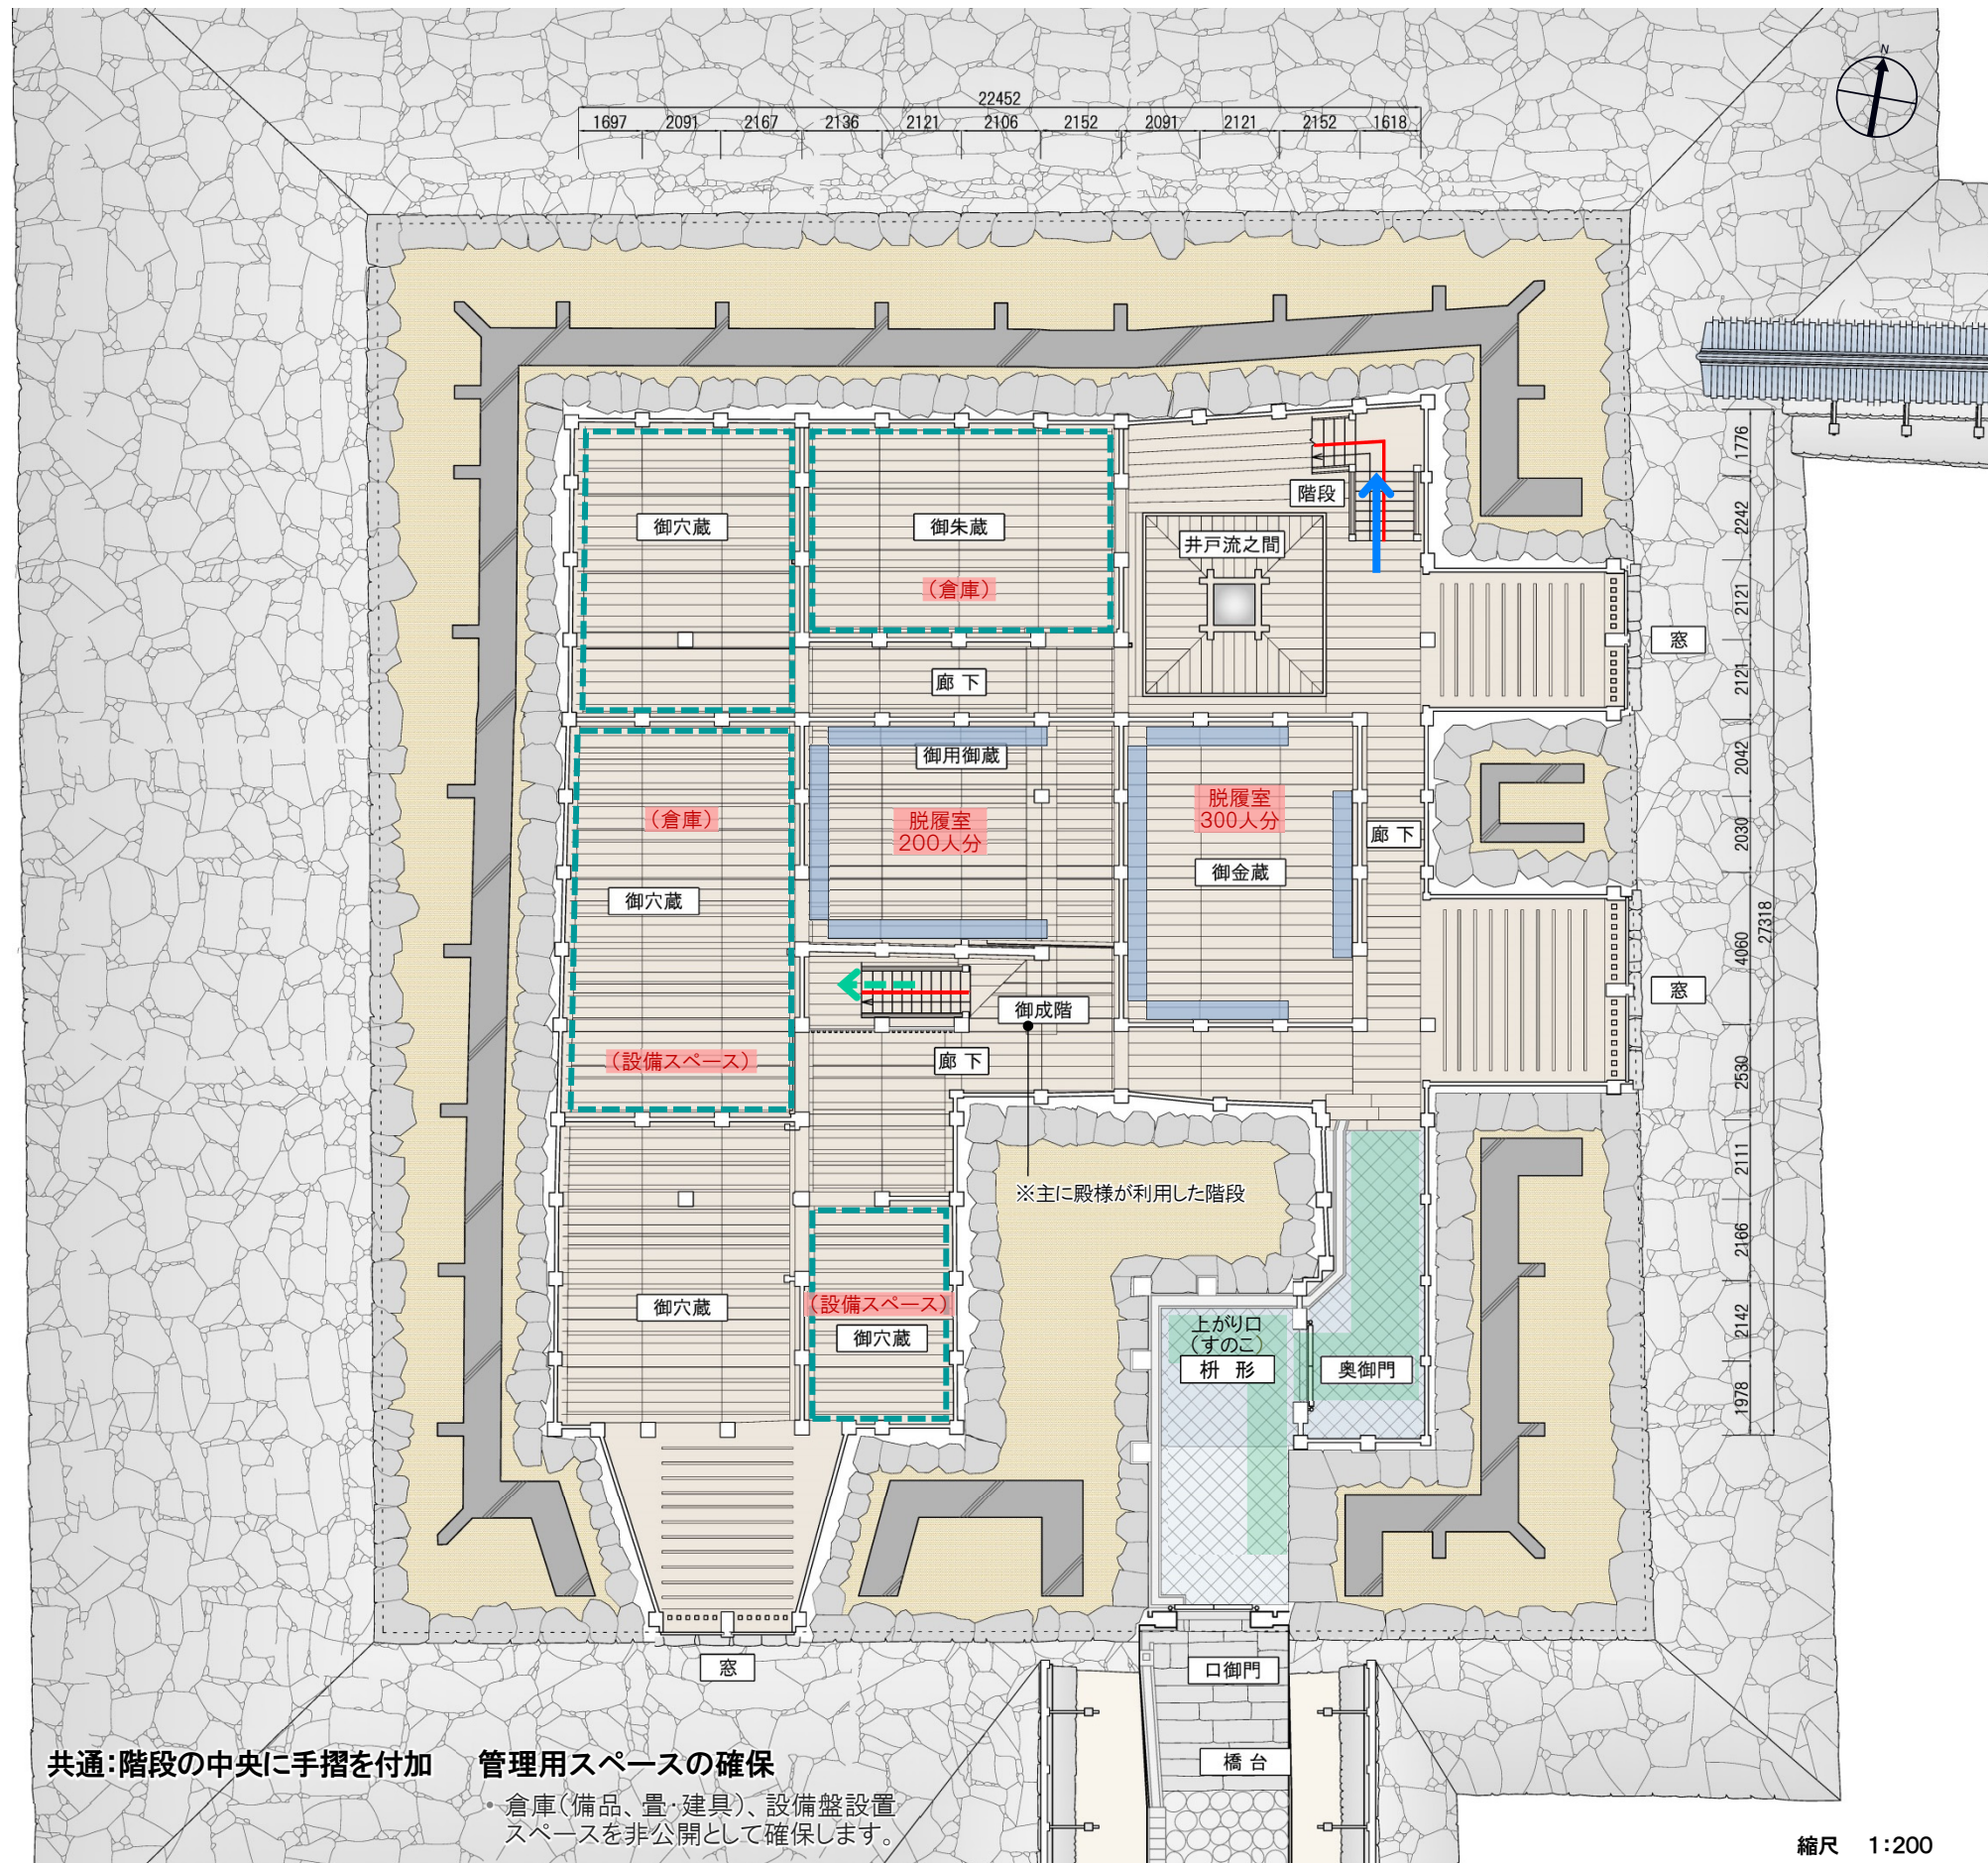 N
22452
1697 2091 2167 2136 2121 2106 2152 2091 2121 2152 1618
1776
2242
2121
2121
2042
2030
4060
27318
2530
2111
2166
2142
1978
階段
御穴蔵
御朱蔵
(倉庫)
井戸流之間
窓
廊 下
御用御蔵
脱履室
200人分
脱履室
300人分
御金蔵
廊 下
(倉庫)
御穴蔵
(設備スペース)
窓
御成階
廊 下
※主に殿様が利用した階段
御穴蔵
(設備スペース)
御穴蔵
上がり口
(すのこ)
枡 形
奥御門
窓
口御門
橋 台
共通:階段の中央に手摺を付加
管理用スペースの確保
・倉庫(備品、畳・建具)、設備盤設置
スペースを非公開として確保します。
縮尺 1:200